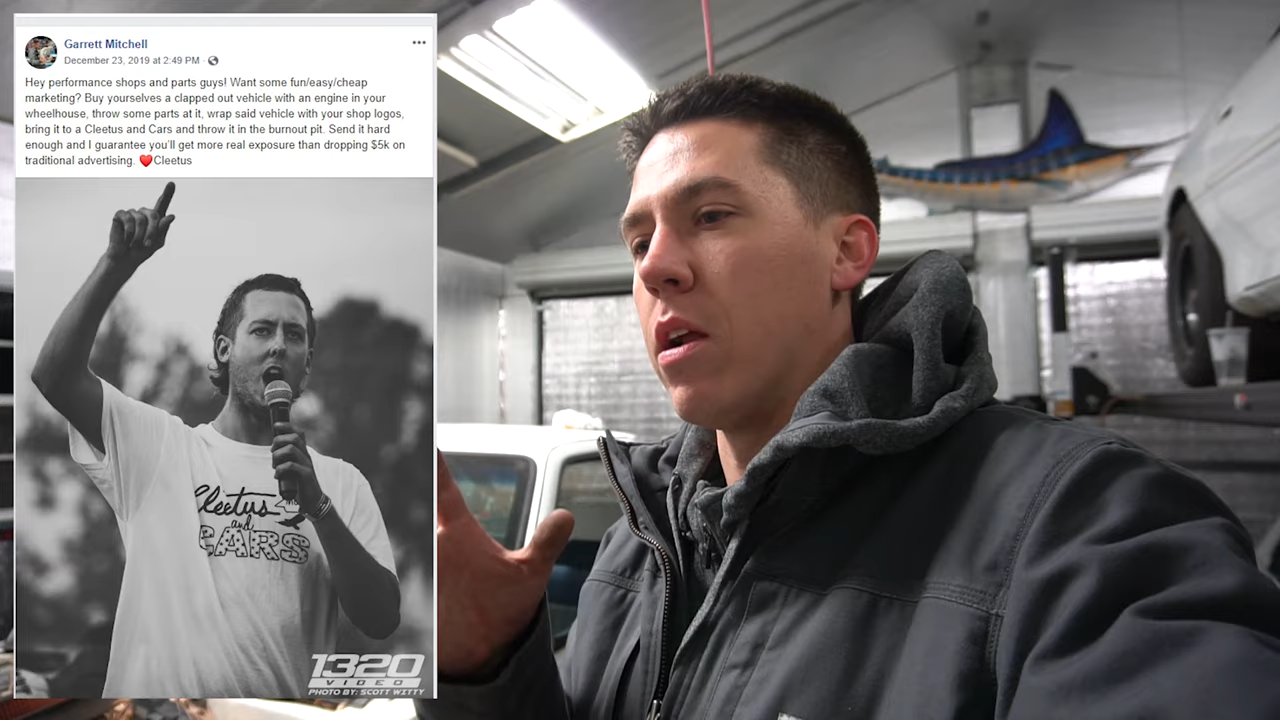 Garrett Mitchell
December 23, 2019 at 2:49 PM ·
Hey performance shops and parts guys! Want some fun/easy/cheap
marketing? Buy yourselves a clapped out vehicle with an engine in your
wheelhouse, throw some parts at it, wrap said vehicle with your shop logos,
bring it to a Cleetus and Cars and throw it in the burnout pit. Send it hard
enough and I guarantee you'll get more real exposure than dropping $5k on
traditional advertising. ❤️Cleetus
Cleetus
and
CARS
1320
VIDEO
PHOTO BY: SCOTT WITTY